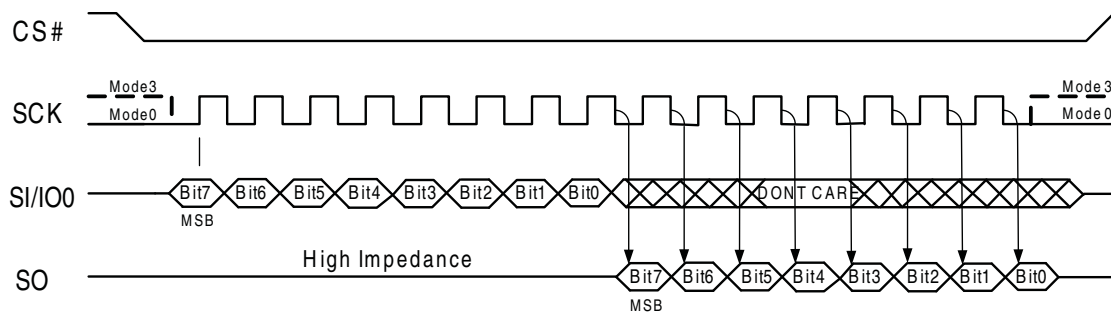 CS#
Mode3 Mode3
SCK
Mode0 Mode0
SI/IO0 Bit7 Bit6 Bit5 Bit4 Bit3 Bit2 Bit1 Bit0 DONT CARE
MSB
High Impedance
SO Bit7 Bit6 Bit5 Bit4 Bit3 Bit2 Bit1 Bit0
MSB